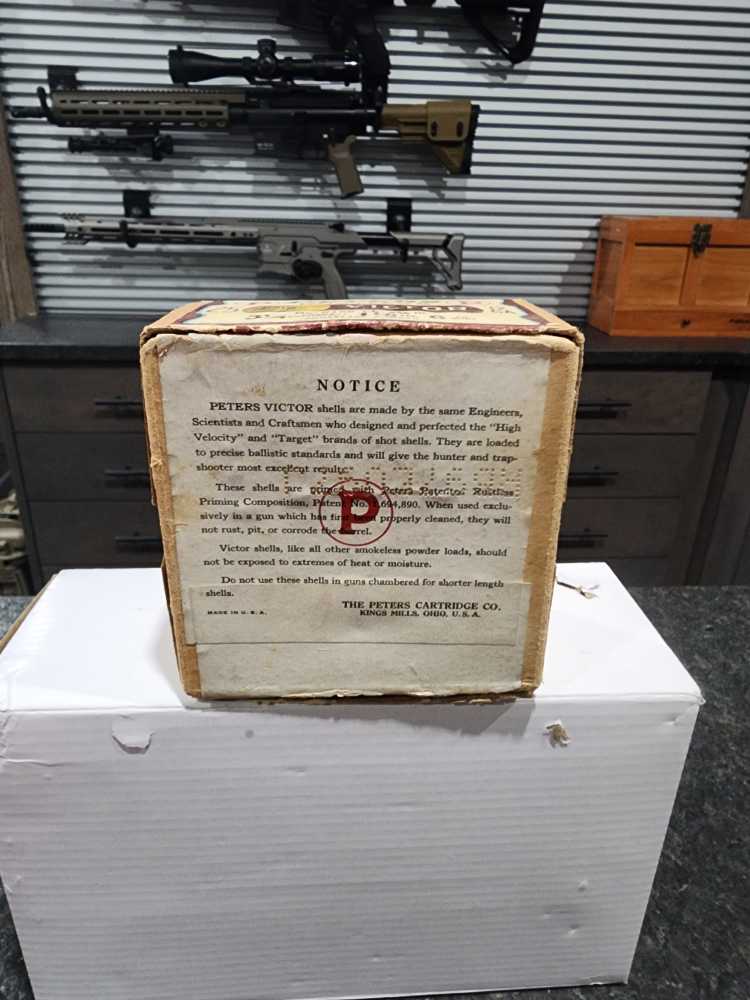 VICTOR
NOTICE
PETERS VICTOR shells are made by the same Engineers,
Scientists and Craftsmen who designed and perfected the "High
Velocity" and "Target" brands of shot shells. They are loaded
to precise ballistic standards and will give the hunter and trap-
shooter most excellent results.
These shells are primed with Peters Patented Rustless
Priming Composition, Patent No. 1,694,890. When used exclu-
sively in a gun which has first been properly cleaned, they will
not rust, pit, or corrode the barrel.
P
Victor shells, like all other smokeless powder loads, should
not be exposed to extremes of heat or moisture.
Do not use these shells in guns chambered for shorter length
shells.
MADE IN U. S. A.
THE PETERS CARTRIDGE CO.
KINGS MILLS, OHIO, U. S. A.